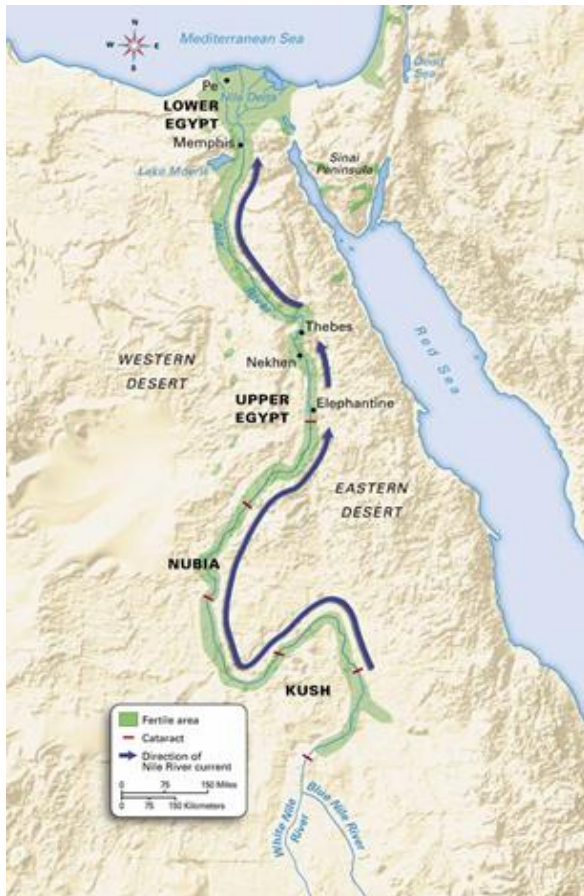 N
W E
S
Mediterranean Sea
Dead
Sea
Pe
Nile Delta
LOWER
EGYPT
Memphis
Lake Moeris
Sinai
Peninsula
Nile
River
Thebes
Nekhen
Red Sea
WESTERN
DESERT
UPPER
EGYPT
Elephantine
EASTERN
DESERT
NUBIA
KUSH
Fertile area
Cataract
Direction of
Nile River current
0 75 150 Miles
0 75 150 Kilometers
White Nile
River
Blue Nile River